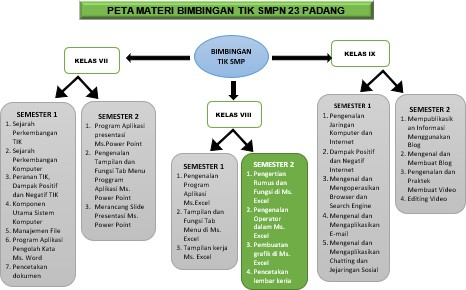 PETA MATERI BIMBINGAN TIK SMPN 23 PADANG
BIMBINGAN
TIK SMP
KELAS VII
KELAS IX
KELAS VIII
SEMESTER 1
1. Sejarah
Perkembangan
TIK
2. Sejarah
Perkembangan
Komputer
3. Peranan TIK,
Dampak Positif
dan Negatif TIK
4. Komponen
Utama Sistem
Komputer
5. Manajemen File
6. Program Aplikasi
Pengolah Kata
Ms. Word
7. Pencetakan
dokumen
SEMESTER 2
1. Program Aplikasi
presentasi
Ms.Power Point
2. Pengenalan
Tampilan dan
Fungsi Tab Menu
Proggram
Aplikasi Ms.
Power Point
3. Merancang Slide
Presentasi Ms.
Power Point
SEMESTER 1
1. Pengenalan
Program
Aplikasi
Ms.Excel
2. Tampilan dan
Fungsi Tab
Menu di Ms.
Excel
3. Tampilan kerja
Ms. Excel
SEMESTER 2
1. Pengertian
Rumus dan
Fungsi di Ms.
Excel
2. Pengenalan
Operator
dalam Ms.
Excel
3. Pembuatan
grafik di Ms.
Excel
4. Pencatakan
lembar kerja
SEMESTER 1
1. Pengenalan
Jaringan
Komputer dan
Internet
2. Dampak Positif
dan Negatif
Internet
3. Mengenal dan
Mengoperasikan
Browser dan
Search Engine
4. Mengenal dan
Mengaplikasikan
E-mail
5. Mengenal dan
Mengaplikasikan
Chatting dan
Jejaring Sosial
SEMESTER 2
1. Mempublikasik
an Informasi
Menggunakan
Blog
2. Mengenal dan
Membuat Blog
3. Pengenalan dan
Praktek
Membuat Video
4. Editing Video